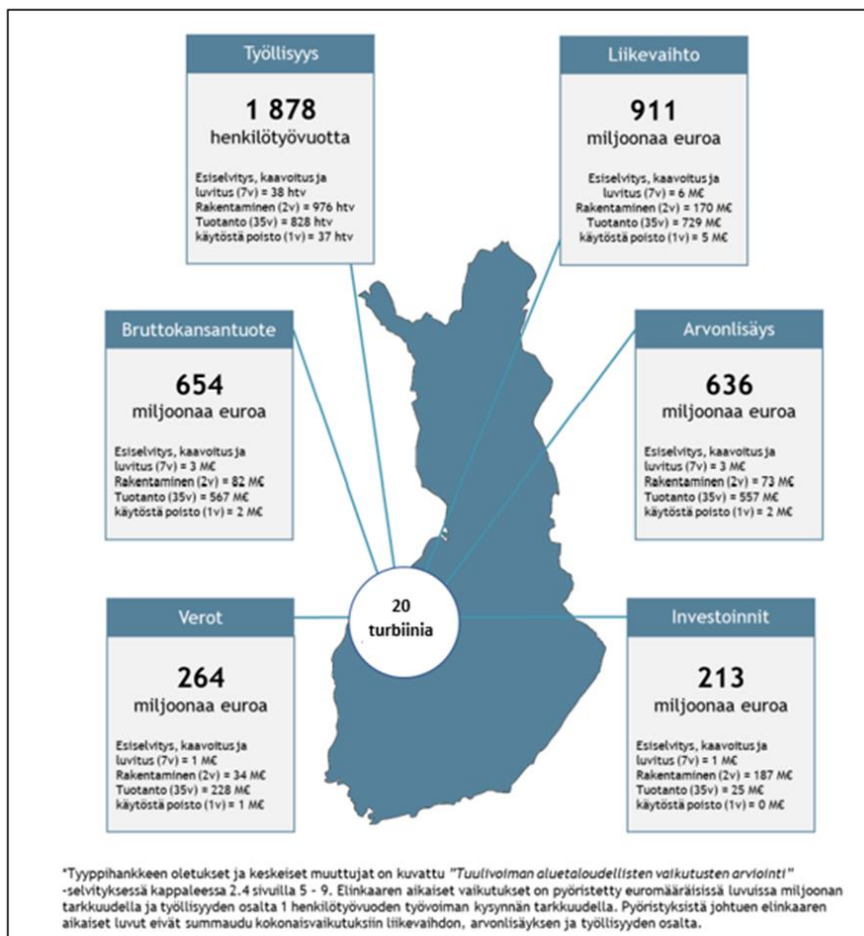 Työllisyys
1 878
henkilötyövuotta
Esiselvitys, kaavoitus ja
luvitus (7v) = 38 htv
Rakentaminen (2v) = 976 htv
Tuotanto (35v) = 828 htv
käytöstä poisto (1v) = 37 htv
Liikevaihto
911
miljoonaa euroa
Esiselvitys, kaavoitus ja
luvitus (7v) = 6 M€
Rakentaminen (2v) = 170 M€
Tuotanto (35v) = 729 M€
käytöstä poisto (1v) = 5 M€
Bruttokansantuote
654
miljoonaa euroa
Esiselvitys, kaavoitus ja
luvitus (7v) = 3 M€
Rakentaminen (2v) = 82 M€
Tuotanto (35v) = 567 M€
käytöstä poisto (1v) = 2 M€
Arvonlisäys
636
miljoonaa euroa
Esiselvitys, kaavoitus ja
luvitus (7v) = 3 M€
Rakentaminen (2v) = 73 M€
Tuotanto (35v) = 557 M€
käytöstä poisto (1v) = 2 M€
20
turbiinia
Verot
264
miljoonaa euroa
Esiselvitys, kaavoitus ja
luvitus (7v) = 1 M€
Rakentaminen (2v) = 34 M€
Tuotanto (35v) = 228 M€
käytöstä poisto (1v) = 1 M€
Investoinnit
213
miljoonaa euroa
Esiselvitys, kaavoitus ja
luvitus (7v) = 1 M€
Rakentaminen (2v) = 187 M€
Tuotanto (35v) = 25 M€
käytöstä poisto (1v) = 0 M€
*Tyyppihankkeen oletukset ja keskeiset muuttujat on kuvattu "Tuulivoiman aluetaloudellisten vaikutusten arviointi"
-selvityksessä kappaleessa 2.4 sivuilla 5 - 9. Elinkaaren aikaiset vaikutukset on pyöristetty euromääräisissä luvuissa miljoonan
tarkkuudella ja työllisyyden osalta 1 henkilötyövuoden työvoiman kysynnän tarkkuudella. Pyöristyksistä johtuen elinkaaren
aikaiset luvut eivät summaudu kokonaisvaikutuksiin liikevaihdon, arvonlisäyksen ja työllisyyden osalta.